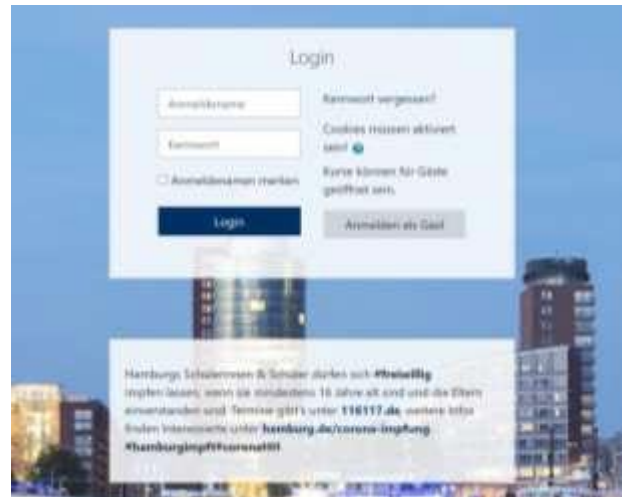 Login
Anmeldename
Kennwort
Anmeldenamen merken
Login
Kennwort vergessen?
Cookies müssen aktiviert
sein!
Kurse können für Gäste
geöffnet sein.
Anmelden als Gast
Hamburgs Schülerinnen & Schüler dürfen sich #freiwillig
impfen lassen, wenn sie mindestens 16 Jahre alt sind und die Eltern
einverstanden sind. Termine gibt's unter 116117.de, weitere Infos
finden Interessierte unter hamburg.de/corona-impfung
#hamburgimpft#corona